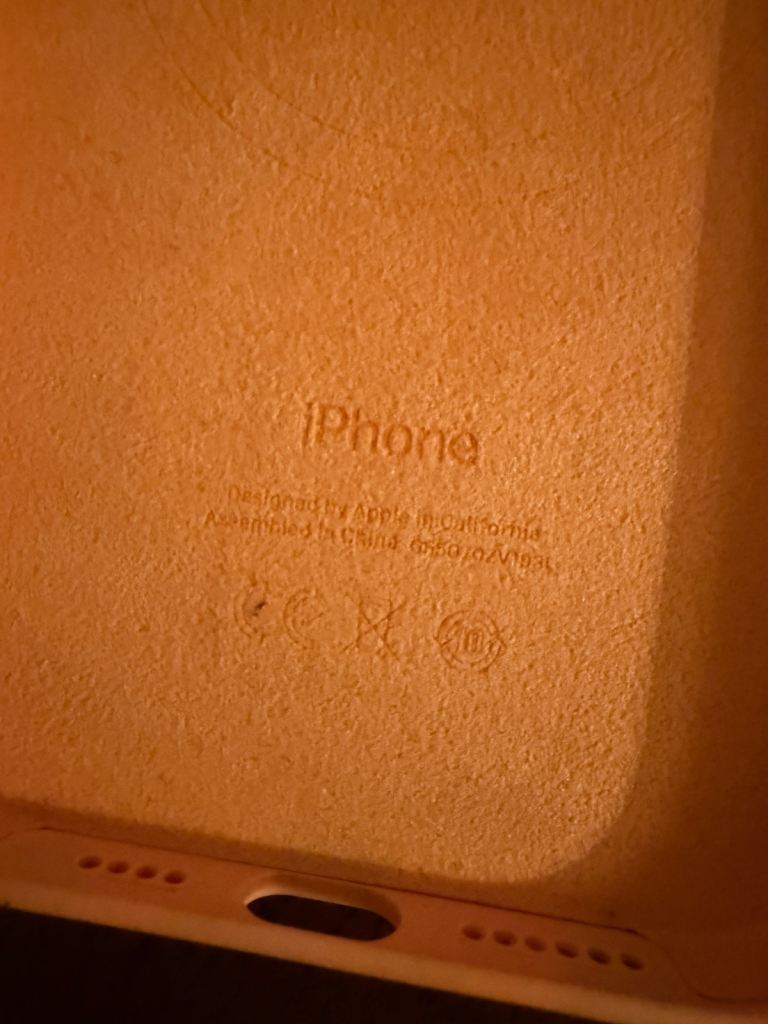 iPhone
Designed by Apple in California
Assembled in China